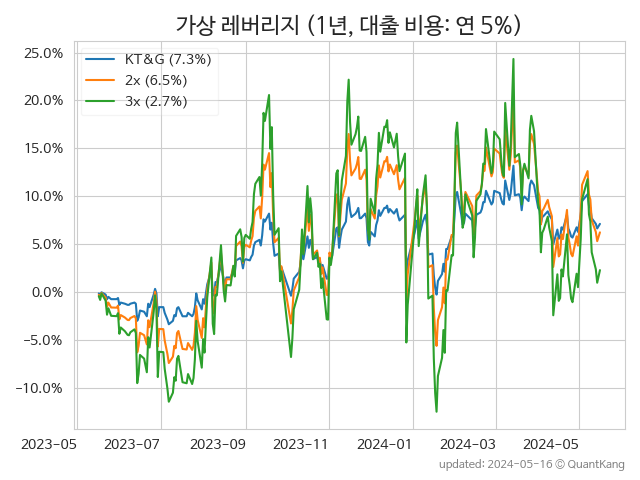 가상 레버리지 (1년, 대출 비용: 연 5%)
KT&G (7.3%)
2x (6.5%)
3x (2.7%)
25.0%
20.0%
15.0%
10.0%
5.0%
0.0%
−5.0%
−10.0%
2023-05 2023-07 2023-09 2023-11 2024-01 2024-03 2024-05
updated: 2024-05-16 © QuantKang